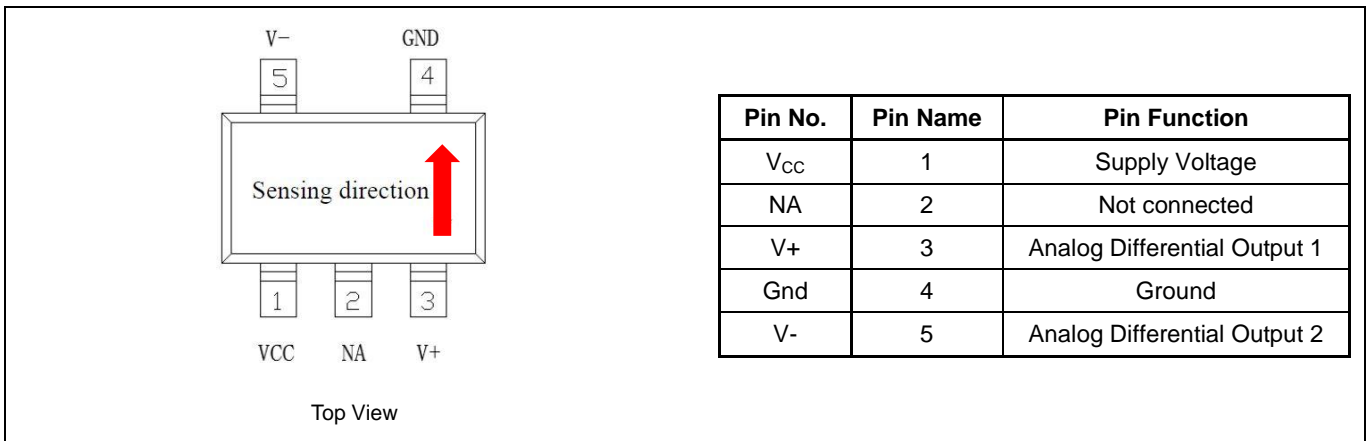 V- GND
5 4
Sensing direction
1 2 3
VCC NA V+
Top View
Pin No. Pin Name Pin Function
VCC 1 Supply Voltage
NA 2 Not connected
V+ 3 Analog Differential Output 1
Gnd 4 Ground
V- 5 Analog Differential Output 2